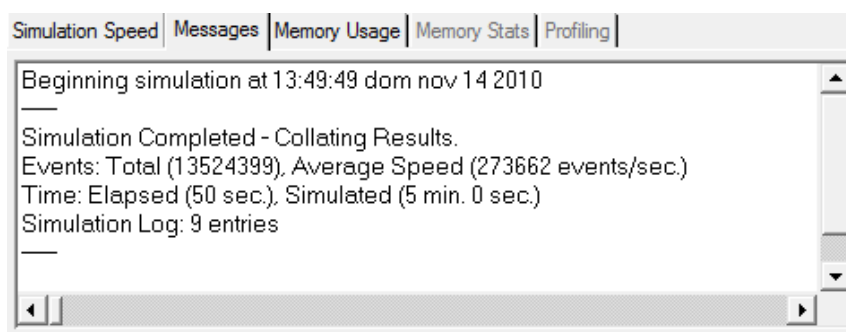 Simulation Speed Messages Memory Usage Memory Stats Profiling
Beginning simulation at 13:49:49 dom nov 14 2010
----
Simulation Completed - Collating Results.
Events: Total (13524399), Average Speed (273662 events/sec.)
Time: Elapsed (50 sec.), Simulated (5 min. 0 sec.)
Simulation Log: 9 entries
----